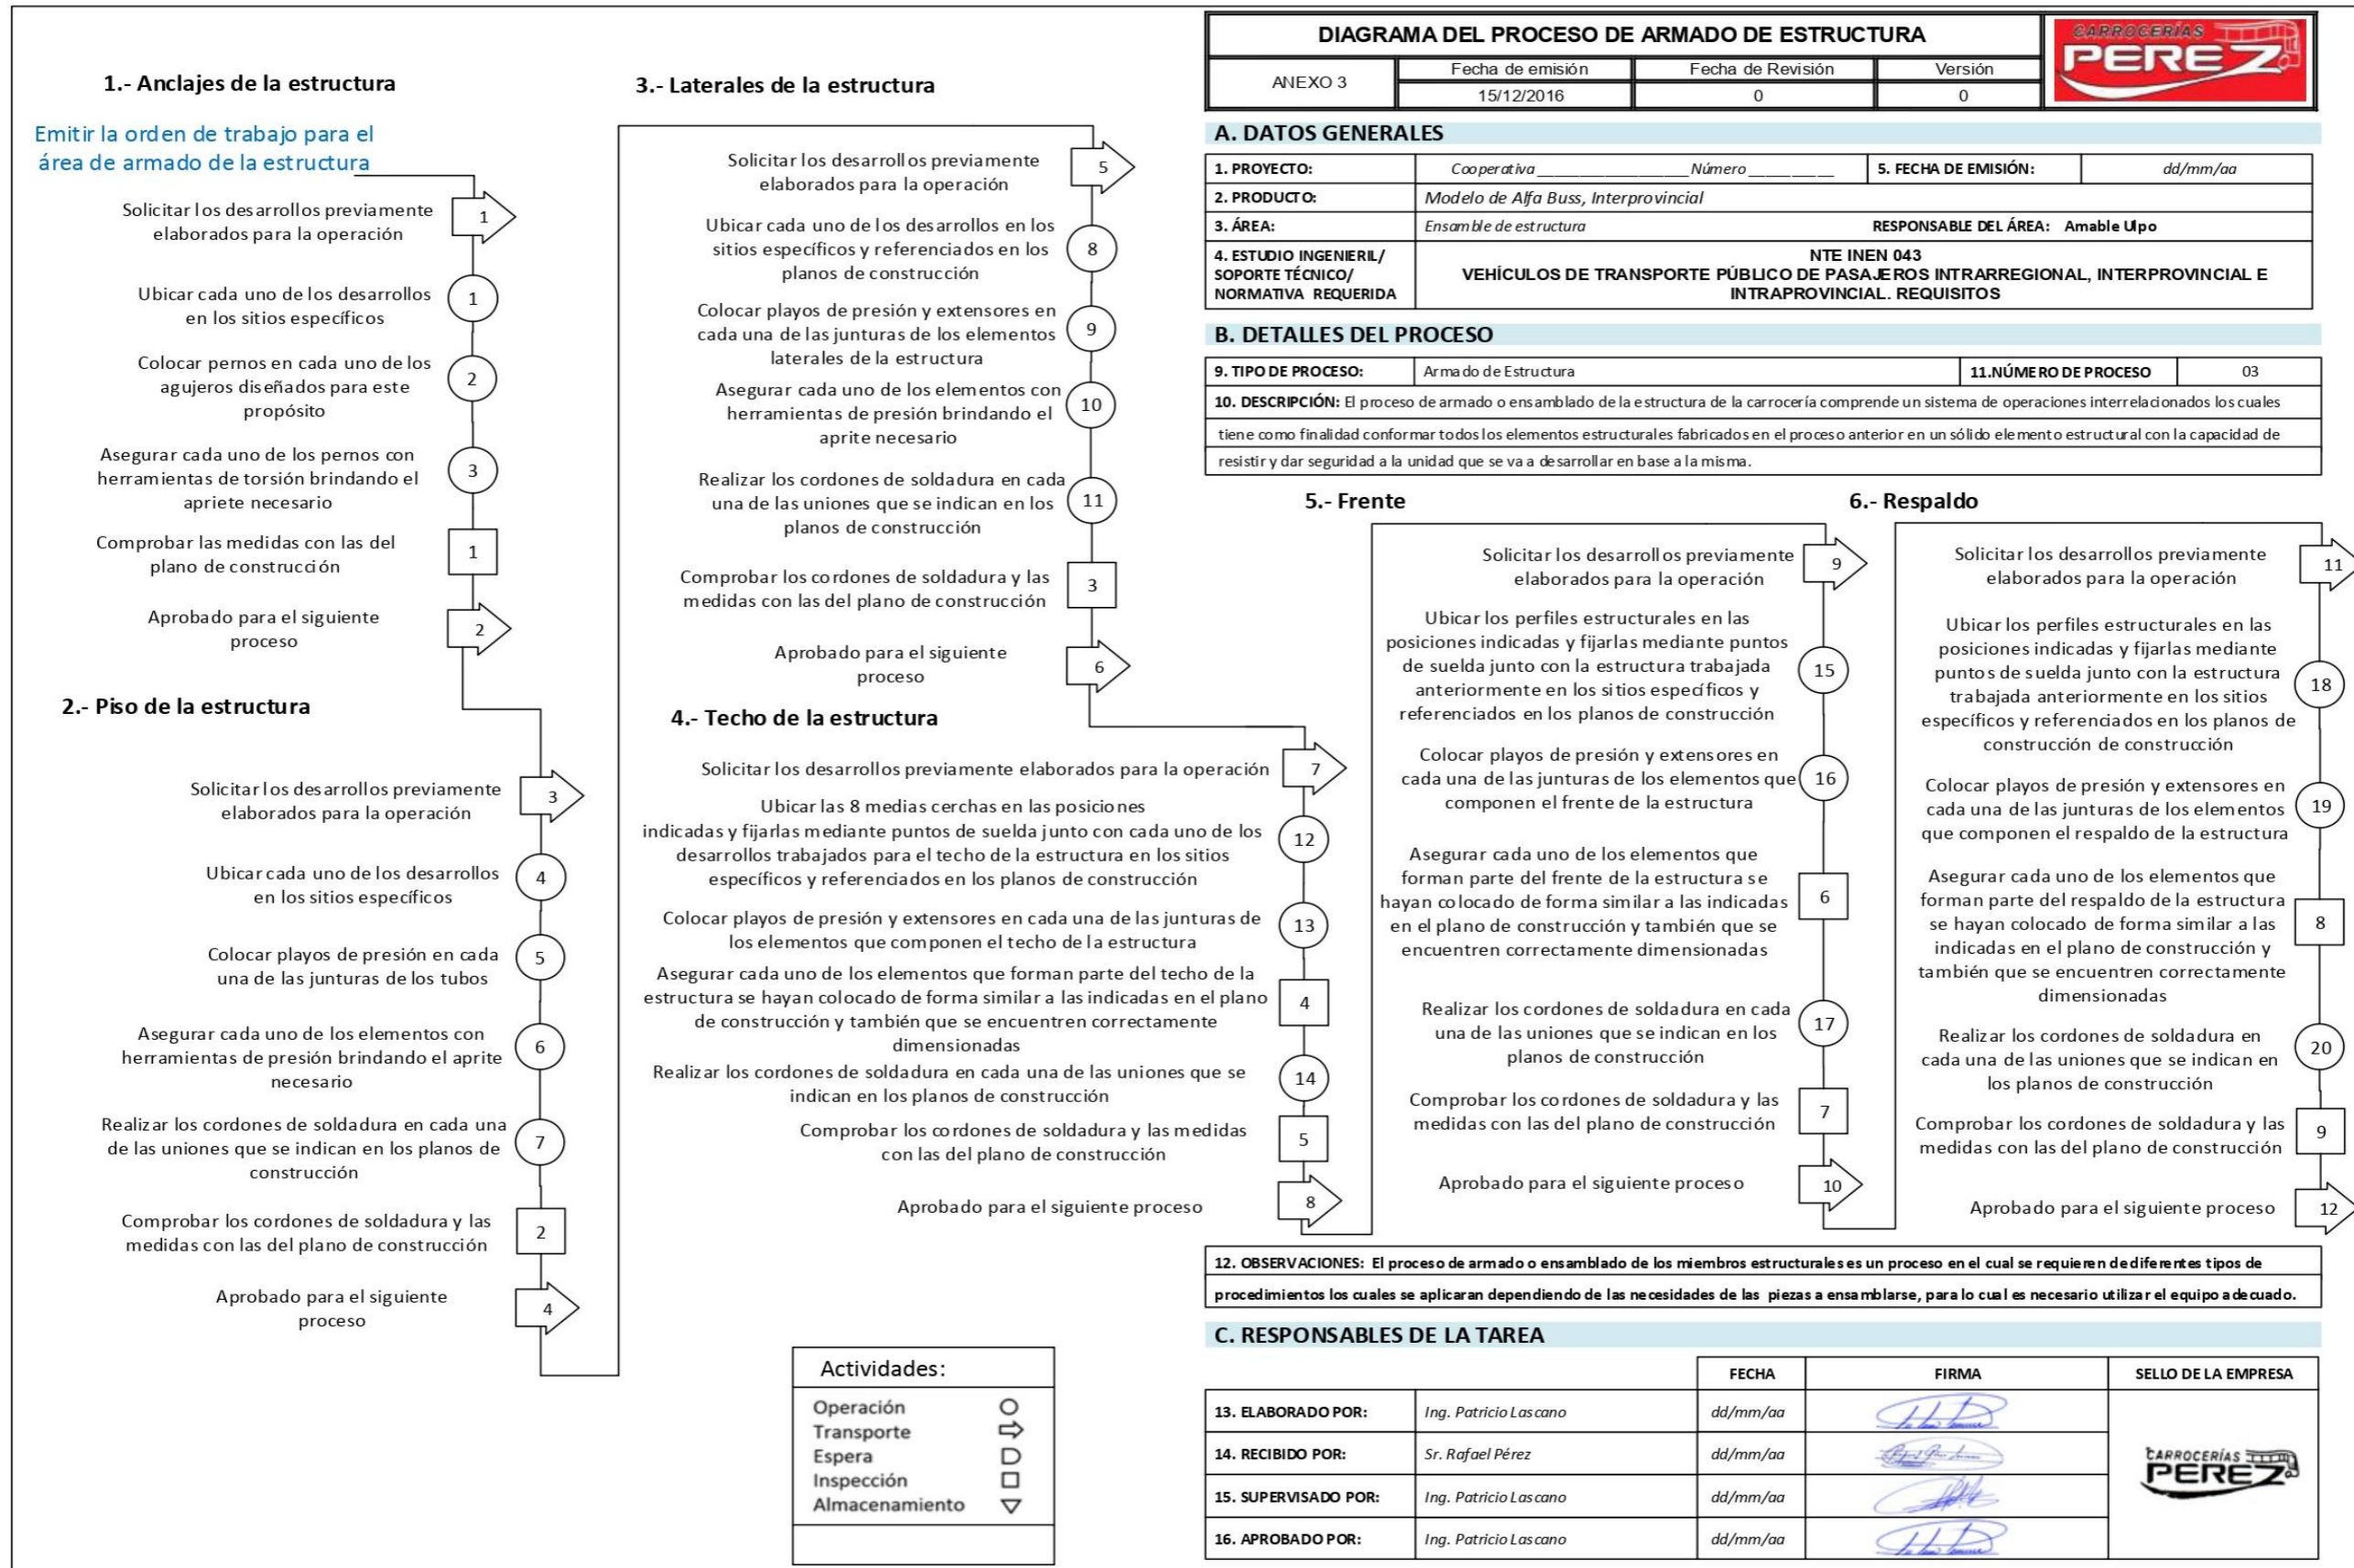 DIAGRAMA DEL PROCESO DE ARMADO DE ESTRUCTURA
CARROCERÍAS
PEREZ
ANEXO 3
Fecha de emisión
Fecha de Revisión
Versión
15/12/2016
0
0
1.- Anclajes de la estructura
Emitir la orden de trabajo para el
área de armado de la estructura
Solicitar los desarrollos previamente
elaborados para la operación
1
Ubicar cada uno de los desarrollos
en los sitios específicos
1
Colocar pernos en cada uno de los
agujeros diseñados para este
propósito
2
Asegurar cada uno de los pernos con
herramientas de torsión brindando el
apriete necesario
3
Comprobar las medidas con las del
plano de construcción
1
Aprobado para el siguiente
proceso
2
2.- Piso de la estructura
Solicitar los desarrollos previamente
elaborados para la operación
3
Ubicar cada uno de los desarrollos
en los sitios específicos
4
Colocar playos de presión en cada
una de las junturas de los tubos
5
Asegurar cada uno de los elementos con
herramientas de presión brindando el aprite
necesario
6
Realizar los cordones de soldadura en cada una
de las uniones que se indican en los planos de
construcción
7
Comprobar los cordones de soldadura y las
medidas con las del plano de construcción
2
Aprobado para el siguiente
proceso
4
3.- Laterales de la estructura
Solicitar los desarrollos previamente
elaborados para la operación
5
Ubicar cada uno de los desarrollos en los
sitios específicos y referenciados en los
planos de construcción
8
Colocar playos de presión y extensores en
cada una de las junturas de los elementos
laterales de la estructura
9
Asegurar cada uno de los elementos con
herramientas de presión brindando el
aprite necesario
10
Realizar los cordones de soldadura en cada
una de las uniones que se indican en los
planos de construcción
11
Comprobar los cordones de soldadura y las
medidas con las del plano de construcción
3
Aprobado para el siguiente
proceso
6
4.- Techo de la estructura
Solicitar los desarrollos previamente elaborados para la operación
7
Ubicar las 8 medias cerchas en las posiciones
indicadas y fijarlas mediante puntos de suelda junto con cada uno de los
desarrollos trabajados para el techo de la estructura en los sitios
específicos y referenciados en los planos de construcción
12
Colocar playos de presión y extensores en cada una de las junturas de
los elementos que componen el techo de la estructura
13
Asegurar cada uno de los elementos que forman parte del techo de la
estructura se hayan colocado de forma similar a las indicadas en el plano
de construcción y también que se encuentren correctamente
dimensionadas
4
Realizar los cordones de soldadura en cada una de las uniones que se
indican en los planos de construcción
14
Comprobar los cordones de soldadura y las medidas
con las del plano de construcción
5
Aprobado para el siguiente proceso
8
Actividades:
Operación
Transporte
Espera
Inspección
Almacenamiento
A. DATOS GENERALES
1. PROYECTO:
Cooperativa __________________ Número __________
5. FECHA DE EMISIÓN:
dd/mm/aa
2. PRODUCTO:
Modelo de Alfa Buss, Interprovincial
3. ÁREA:
Ensamble de estructura
RESPONSABLE DEL ÁREA: Amable Ulpo
4. ESTUDIO INGENIERIL/
SOPORTE TÉCNICO/
NORMATIVA REQUERIDA
NTE INEN 043
VEHÍCULOS DE TRANSPORTE PÚBLICO DE PASAJEROS INTRARREGIONAL, INTERPROVINCIAL E
INTRAPROVINCIAL. REQUISITOS
B. DETALLES DEL PROCESO
9. TIPO DE PROCESO:
Armado de Estructura
11.NÚMERO DE PROCESO
03
10. DESCRIPCIÓN: El proceso de armado o ensamblado de la estructura de la carrocería comprende un sistema de operaciones interrelacionados los cuales
tiene como finalidad conformar todos los elementos estructurales fabricados en el proceso anterior en un sólido elemento estructural con la capacidad de
resistir y dar seguridad a la unidad que se va a desarrollar en base a la misma.
5.- Frente
Solicitar los desarrollos previamente
elaborados para la operación
9
Ubicar los perfiles estructurales en las
posiciones indicadas y fijarlas mediante puntos
de suelda junto con la estructura trabajada
anteriormente en los sitios específicos y
referenciados en los planos de construcción
15
Colocar playos de presión y extensores en
cada una de las junturas de los elementos que
componen el frente de la estructura
16
Asegurar cada uno de los elementos que
forman parte del frente de la estructura se
hayan colocado de forma similar a las indicadas
en el plano de construcción y también que se
encuentren correctamente dimensionadas
6
Realizar los cordones de soldadura en cada
una de las uniones que se indican en los
planos de construcción
17
Comprobar los cordones de soldadura y las
medidas con las del plano de construcción
7
Aprobado para el siguiente proceso
10
6.- Respaldo
Solicitar los desarrollos previamente
elaborados para la operación
11
Ubicar los perfiles estructurales en las
posiciones indicadas y fijarlas mediante
puntos de suelda junto con la estructura
trabajada anteriormente en los sitios
específicos y referenciados en los planos de
construcción de construcción
18
Colocar playos de presión y extensores en
cada una de las junturas de los elementos
que componen el respaldo de la estructura
19
Asegurar cada uno de los elementos que
forman parte del respaldo de la estructura
se hayan colocado de forma similar a las
indicadas en el plano de construcción y
también que se encuentren correctamente
dimensionadas
8
Realizar los cordones de soldadura en
cada una de las uniones que se indican en
los planos de construcción
20
Comprobar los cordones de soldadura y las
medidas con las del plano de construcción
9
Aprobado para el siguiente proceso
12
12. OBSERVACIONES: El proceso de armado o ensamblado de los miembros estructurales es un proceso en el cual se requieren de diferentes tipos de
procedimientos los cuales se aplicaran dependiendo de las necesidades de las piezas a ensamblarse, para lo cual es necesario utilizar el equipo adecuado.
C. RESPONSABLES DE LA TAREA
FECHA
FIRMA
SELLO DE LA EMPRESA
13. ELABORADO POR:
Ing. Patricio Lascano
dd/mm/aa
14. RECIBIDO POR:
Sr. Rafael Pérez
dd/mm/aa
15. SUPERVISADO POR:
Ing. Patricio Lascano
dd/mm/aa
16. APROBADO POR:
Ing. Patricio Lascano
dd/mm/aa
CARROCERÍAS
PEREZ